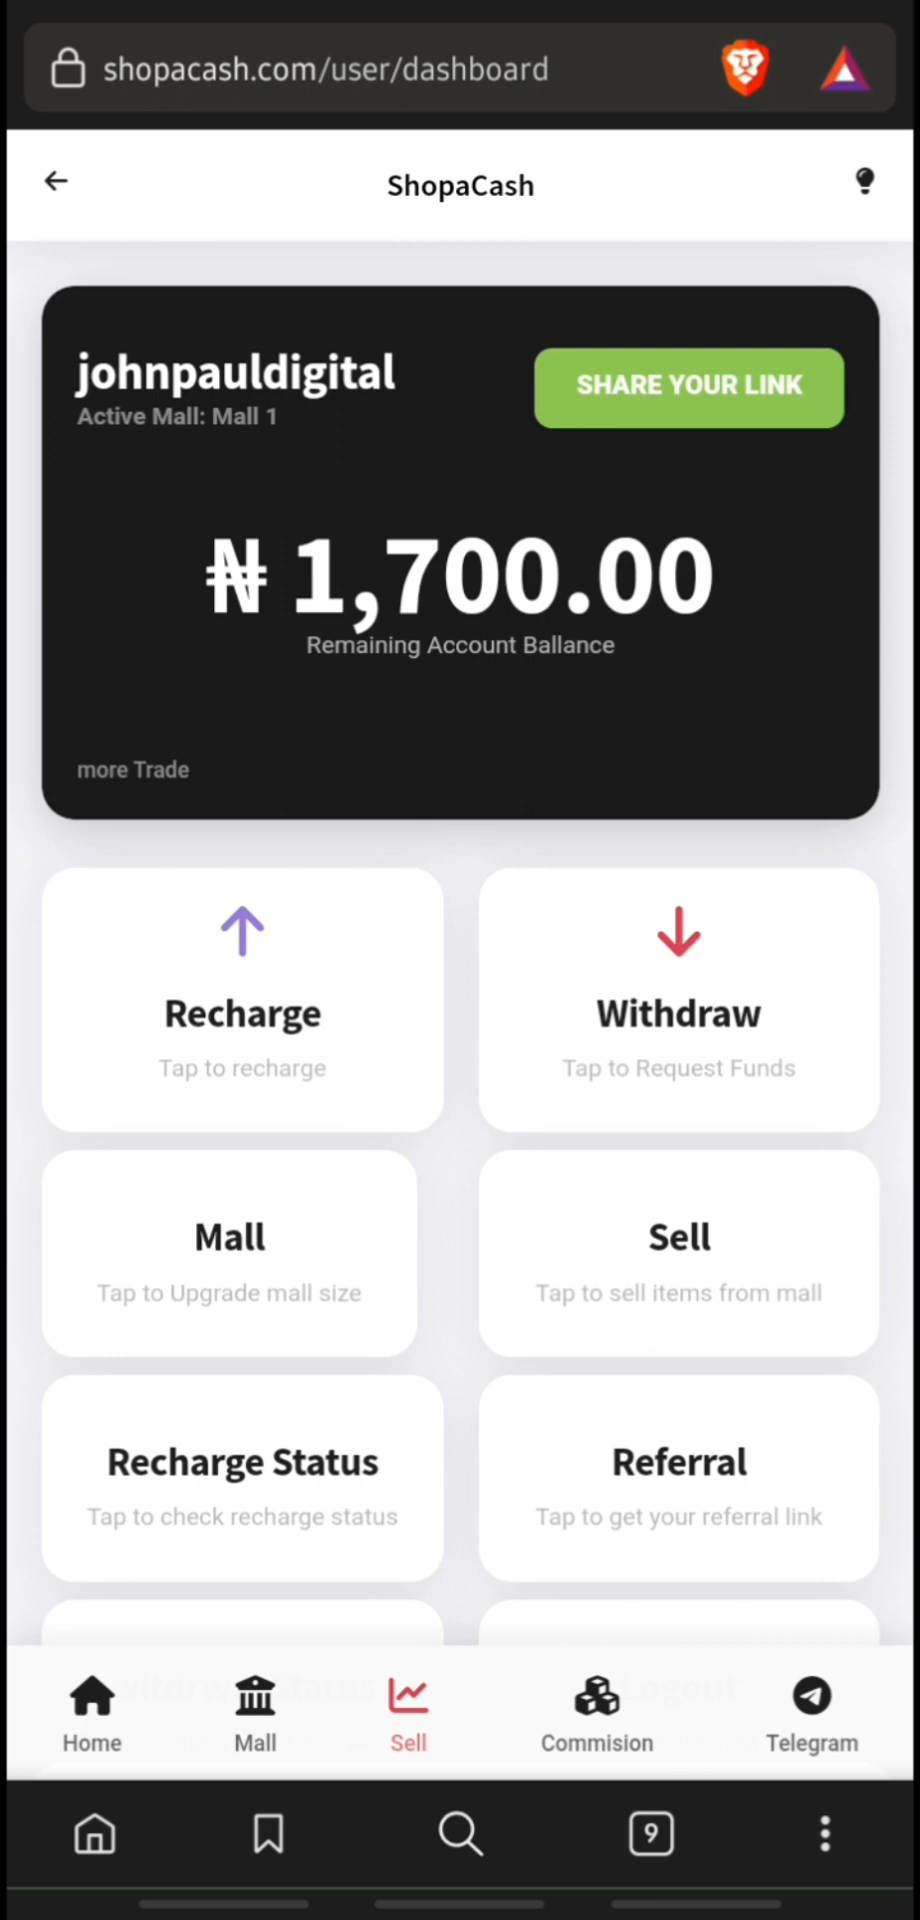 shopacash.com/user/dashboard
ShopaCash
johnpauldigital
Active Mall: Mall 1
SHARE YOUR LINK
₦ 1,700.00
Remaining Account Ballance
more Trade
Recharge
Tap to recharge
Withdraw
Tap to Request Funds
Mall
Tap to Upgrade mall size
Sell
Tap to sell items from mall
Recharge Status
Tap to check recharge status
Referral
Tap to get your referral link
Logout
Home
Mall
Sell
Commision
Telegram
9